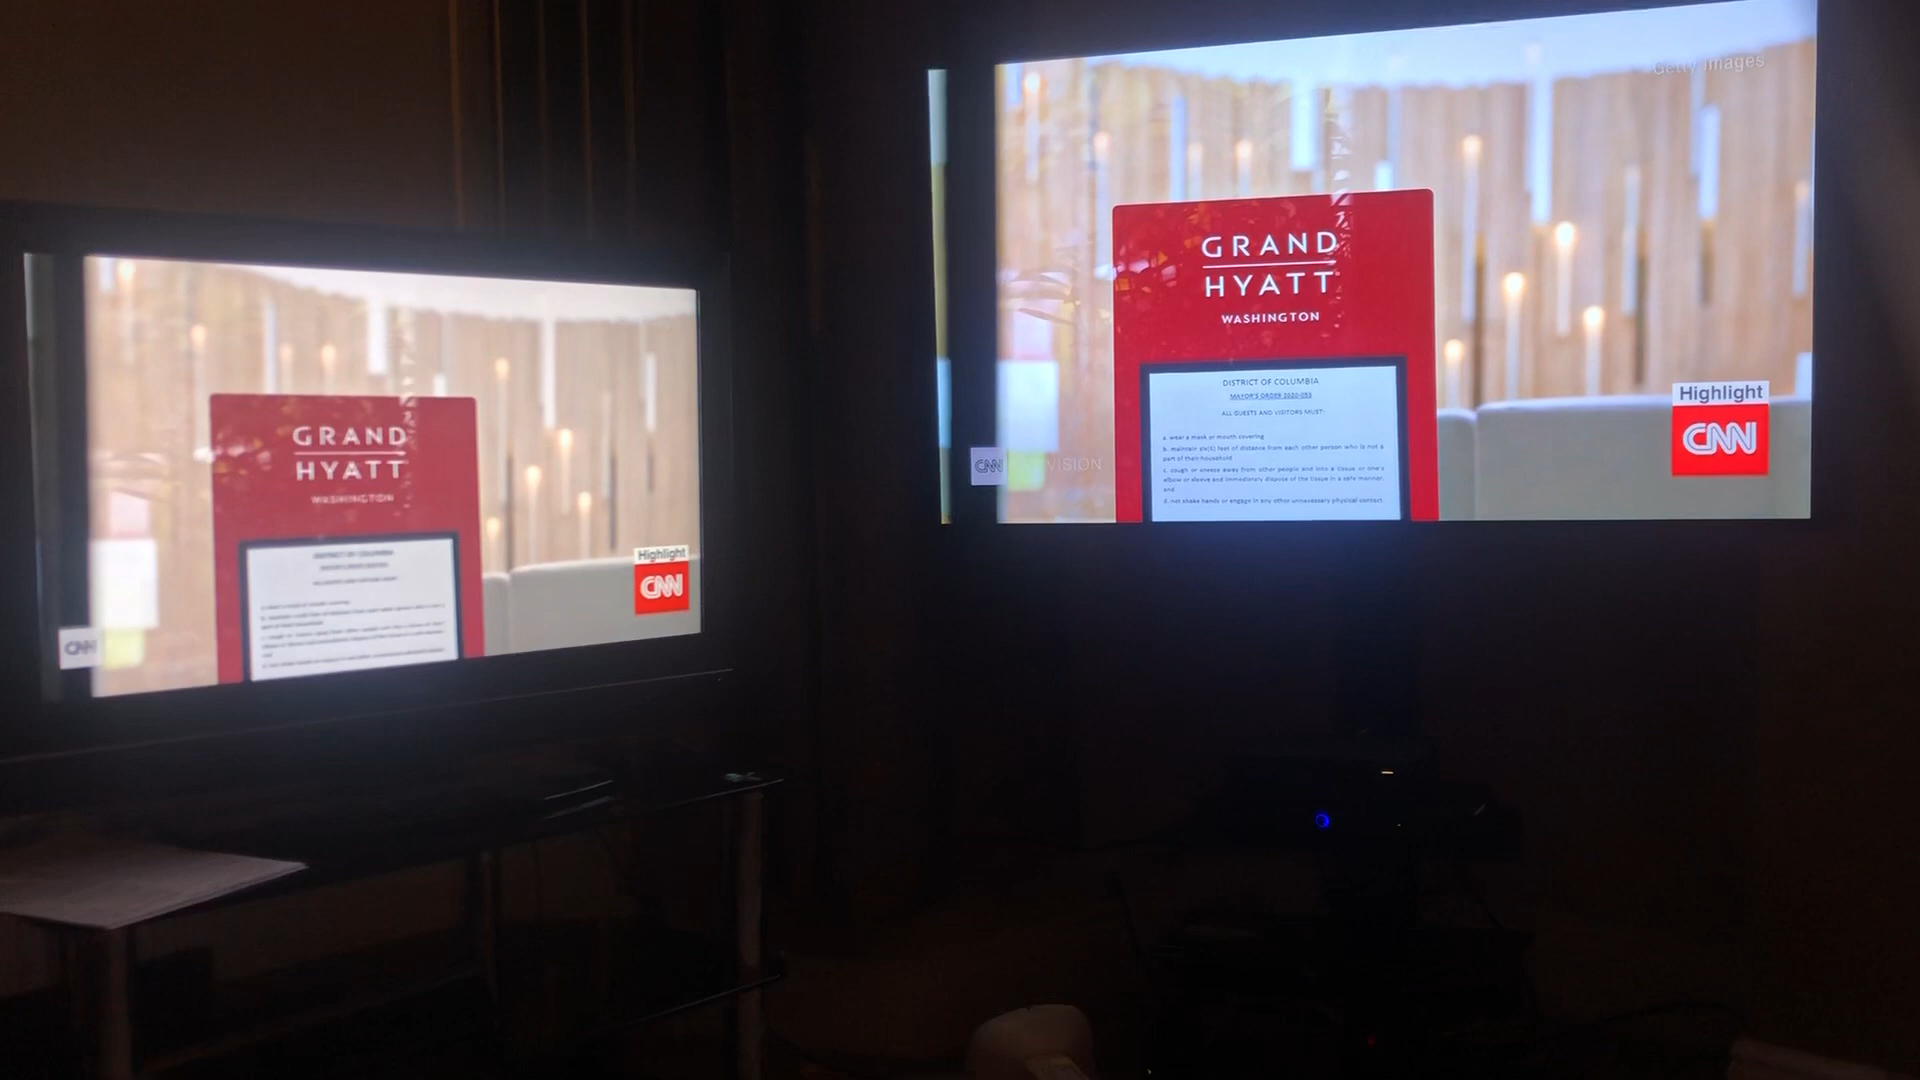 GRAND
HYATT
WASHINGTON
Highlight
CNN
CNN
Getty Images
GRAND
HYATT
WASHINGTON
DISTRICT OF COLUMBIA
MAYOR'S ORDER 2020-053
ALL GUESTS AND VISITORS MUST:
a. wear a mask or mouth covering
b. maintain six(6) feet of distance from each other person who is not a
part of their household
c. cough or sneeze away from other people and into a tissue or one's
elbow or sleeve and immediately dispose of the tissue in a safe manner,
and
d. not shake hands or engage in any other unnecessary physical contact
Highlight
CNN
CNN
VISION